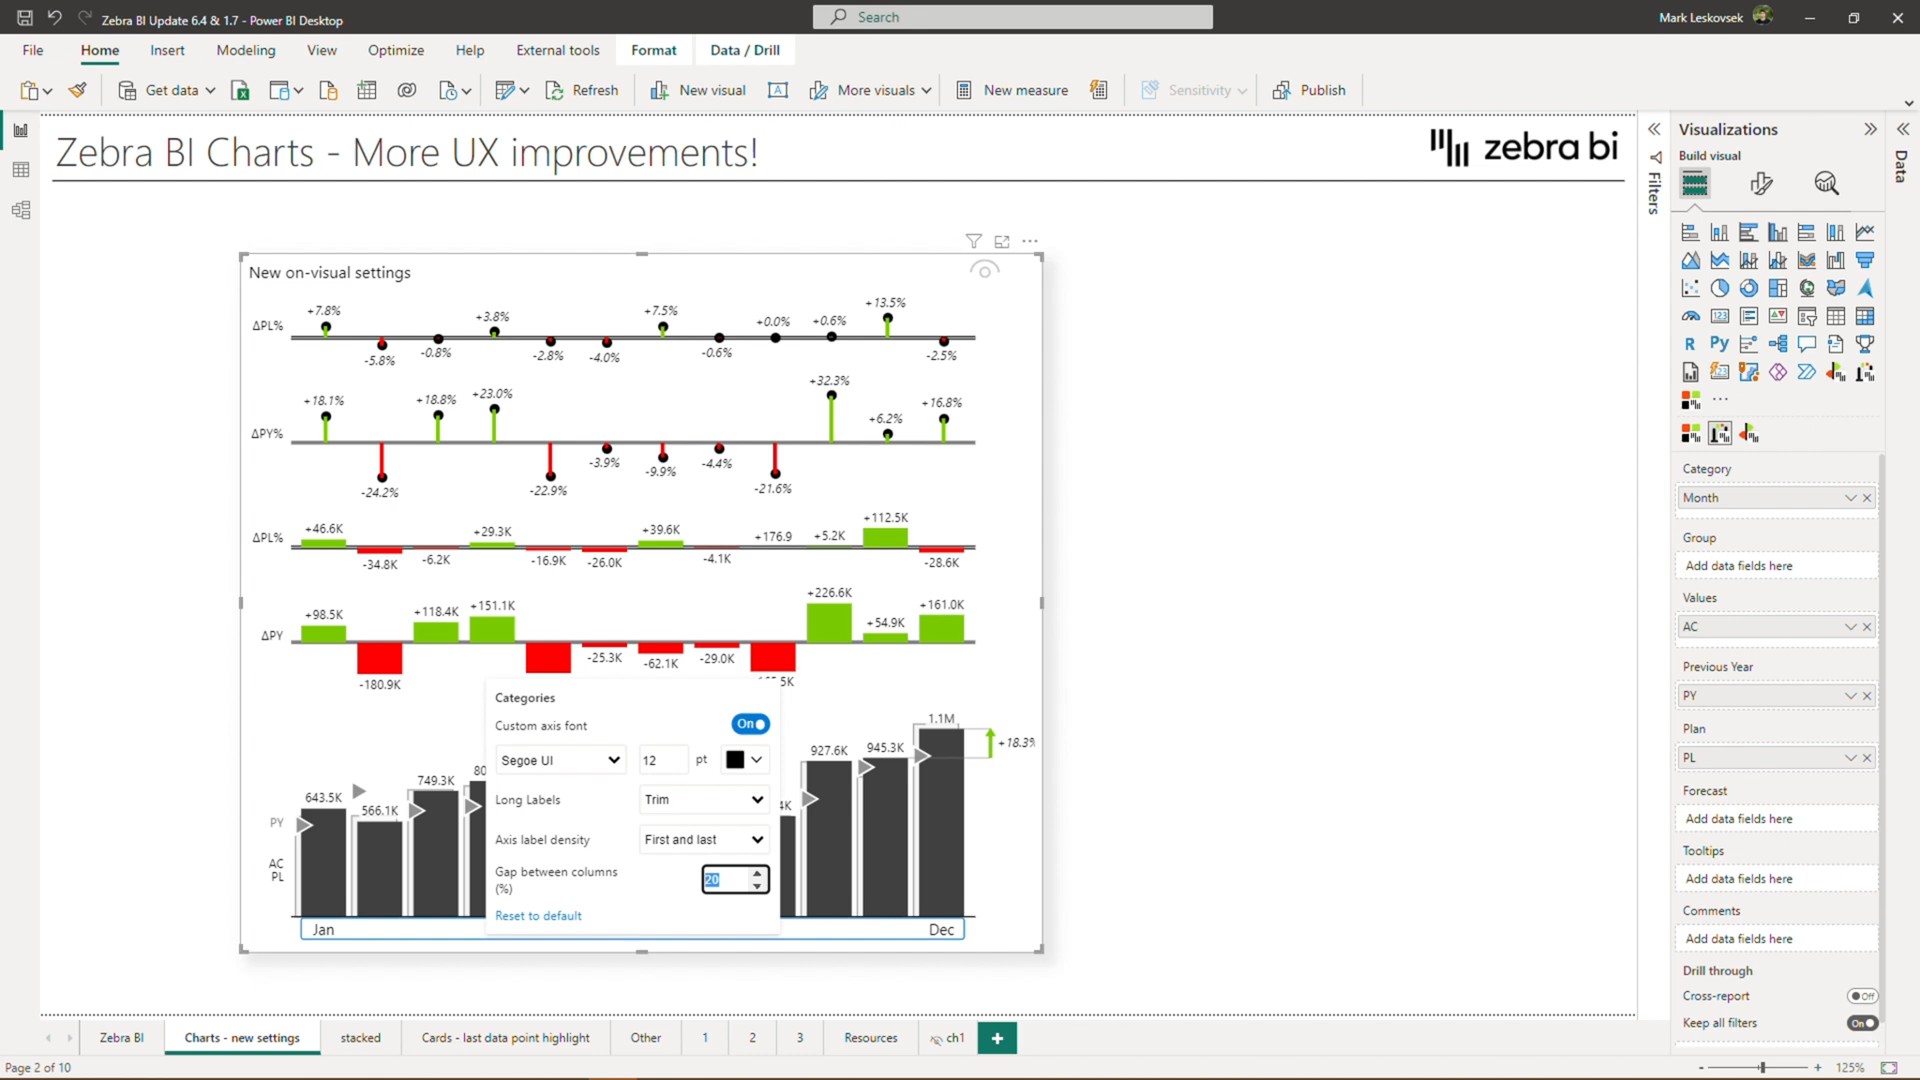 Zebra BI Update 6.4 & 1.7 - Power BI Desktop
Search
Mark Leskovsek
File Home Insert Modeling View Optimize Help External tools Format Data / Drill
Get data Refresh New visual More visuals New measure Sensitivity Publish
Zebra BI Charts - More UX improvements!
zebra bi
New on-visual settings
+7.8% +3.8% +7.5% +0.0% +0.6% +13.5%
ΔPL%
-5.8% -0.8% -2.8% -4.0% -0.6% -2.5%
+18.1% +18.8% +23.0% +32.3% +6.2% +16.8%
ΔPY%
-24.2% -22.9% -3.9% -9.9% -4.4% -21.6%
+46.6K +29.3K +39.6K +176.9 +5.2K +112.5K
ΔPL%
-34.8K -6.2K -16.9K -26.0K -4.1K -28.6K
+98.5K +118.4K +151.1K +226.6K +54.9K +161.0K
ΔPY
-180.9K -25.3K -62.1K -29.0K 5K
Categories
Custom axis font On
Segoe UI 12 pt
Long Labels Trim
Axis label density First and last
Gap between columns
(%)
20
Reset to default
643.5K 566.1K 749.3K 80 4K 927.6K 945.3K 1.1M +18.3%
PY
AC
PL
Jan Dec
Filters
Visualizations
Build visual
Data
R Py
123
Category
Month
Group
Add data fields here
Values
AC
Previous Year
PY
Plan
PL
Forecast
Add data fields here
Tooltips
Add data fields here
Comments
Add data fields here
Drill through
Cross-report Off
Keep all filters On
Zebra BI Charts - new settings stacked Cards - last data point highlight Other 1 2 3 Resources ch1 +
Page 2 of 10
- + 125%